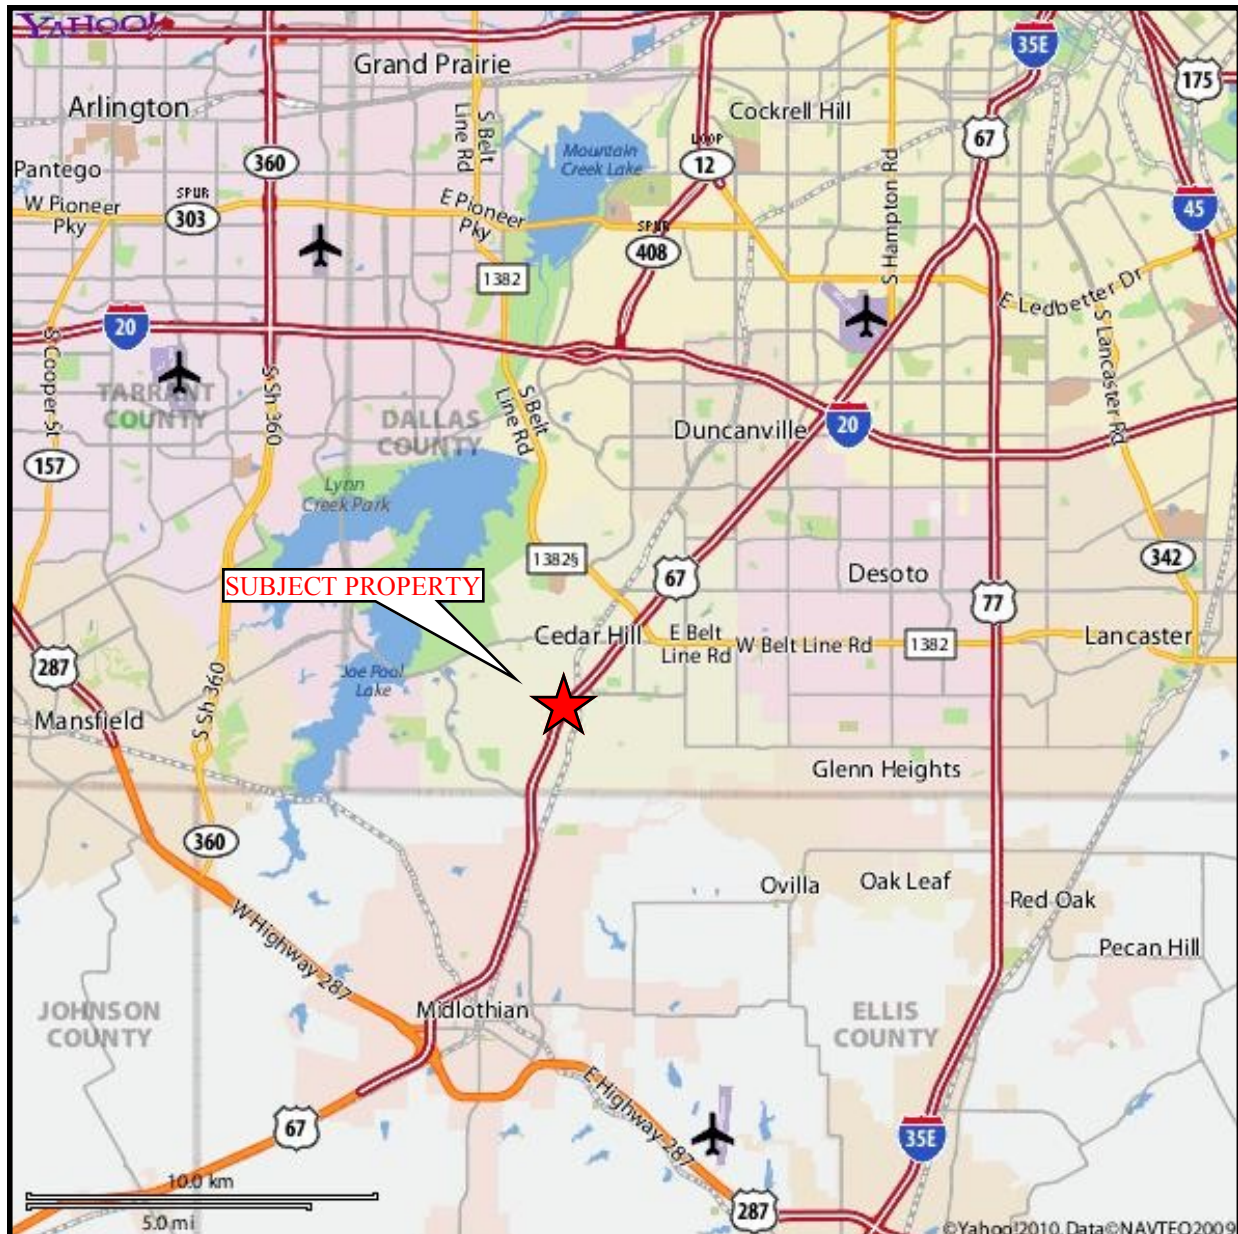 YAHOO!
Grand Prairie
35E
175
Arlington
S Belt
Line Rd
Cockrell Hill
67
Pantego
360
Mountain
Creek Lake
LOOP
12
S Hampton Rd
W Pioneer
Pky
SPUR
303
E Pioneer
Pky
SPUR
408
45
1382
E Ledbetter Dr
20
S Cooper St
S Sh 360
S Lancaster Rd
TARRANT
COUNTY
DALLAS
COUNTY
S Belt
Line Rd
Duncanville
20
157
Lynn
Creek Park
1382§
342
SUBJECT PROPERTY
67
Desoto
77
Cedar Hill
E Belt
Line Rd
W Belt Line Rd
1382
Lancaster
287
Joe Pool
Lake
S Sh 360
Mansfield
Glenn Heights
360
Ovilla
Oak Leaf
Red Oak
W Highway 287
Pecan Hill
JOHNSON
COUNTY
Midlothian
ELLIS
COUNTY
E Highway 287
67
35E
10.0 km
5.0 mi
287
©Yahoo!2010, Data©NAVTEQ2009